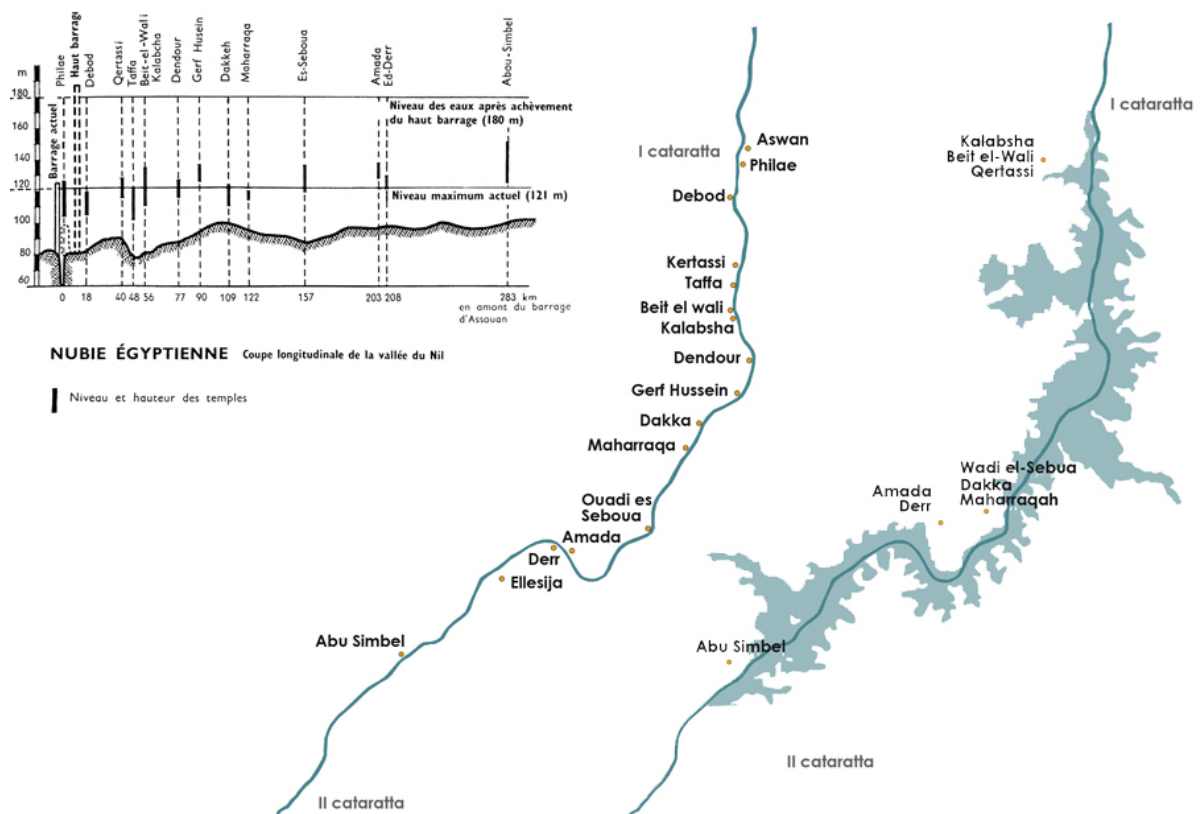 m
180
160
140
120
100
80
60
Barrage actuel
Philae
Haut barrage
Debod
Qertassi
Taffa
Beit-el-Wali
Kalabcha
Dendour
Gerf Husein
Dakkeh
Maharraqa
Es-Seboua
Amada
Ed-Derr
Abou-Simbel
Niveau des eaux après achèvement
du haut barrage (180 m)
Niveau maximum actuel (121 m)
0 18 40 48 56 77 90 109 122 157 203 208 283 km
en amont du barrage
d'Assouan
NUBIE ÉGYPTIENNE Coupe longitudinale de la vallée du Nil
Niveau et hauteur des temples
I cataratta
Aswan
Philae
Debod
Kertassi
Taffa
Beit el wali
Kalabsha
Dendour
Gerf Hussein
Dakka
Maharraqa
Ouadi es
Seboua
Amada
Derr
Ellesija
Abu Simbel
II cataratta
I cataratta
Kalabsha
Beit el-Wali
Qertassi
Wadi el-Sebua
Dakka
Maharraqah
Amada
Derr
Abu Simbel
II cataratta